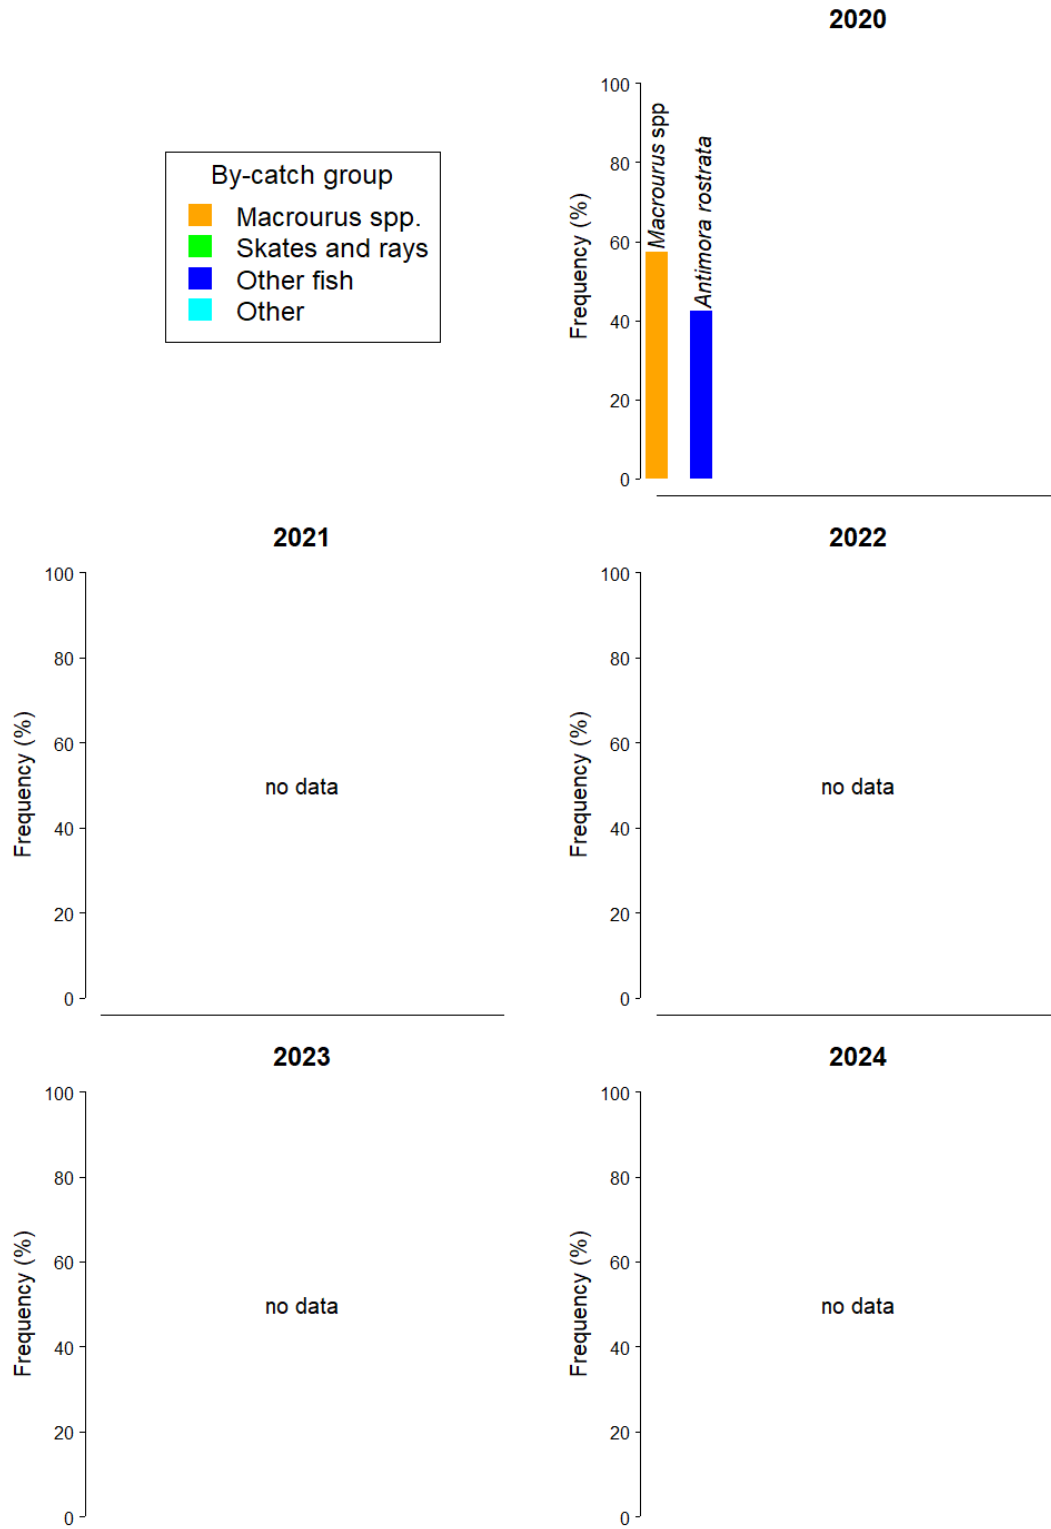 2020
By-catch group
Macrourus spp.
Skates and rays
Other fish
Other
Frequency (%)
100
80
60
40
20
0
Macrourus spp
Antimora rostrata
2021
Frequency (%)
100
80
60
40
20
0
no data
2022
Frequency (%)
100
80
60
40
20
0
no data
2023
Frequency (%)
100
80
60
40
20
0
no data
2024
Frequency (%)
100
80
60
40
20
0
no data